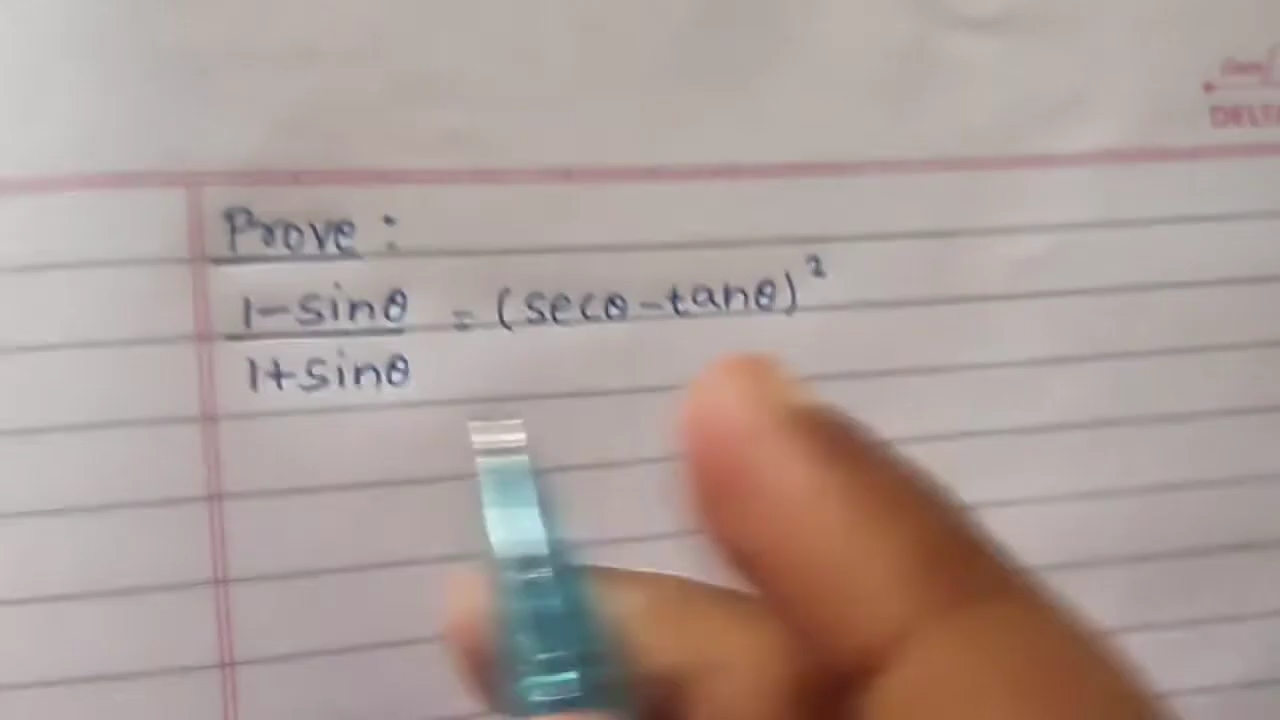 Prove :
1-sinθ = (secθ-tanθ)²
1+sinθ